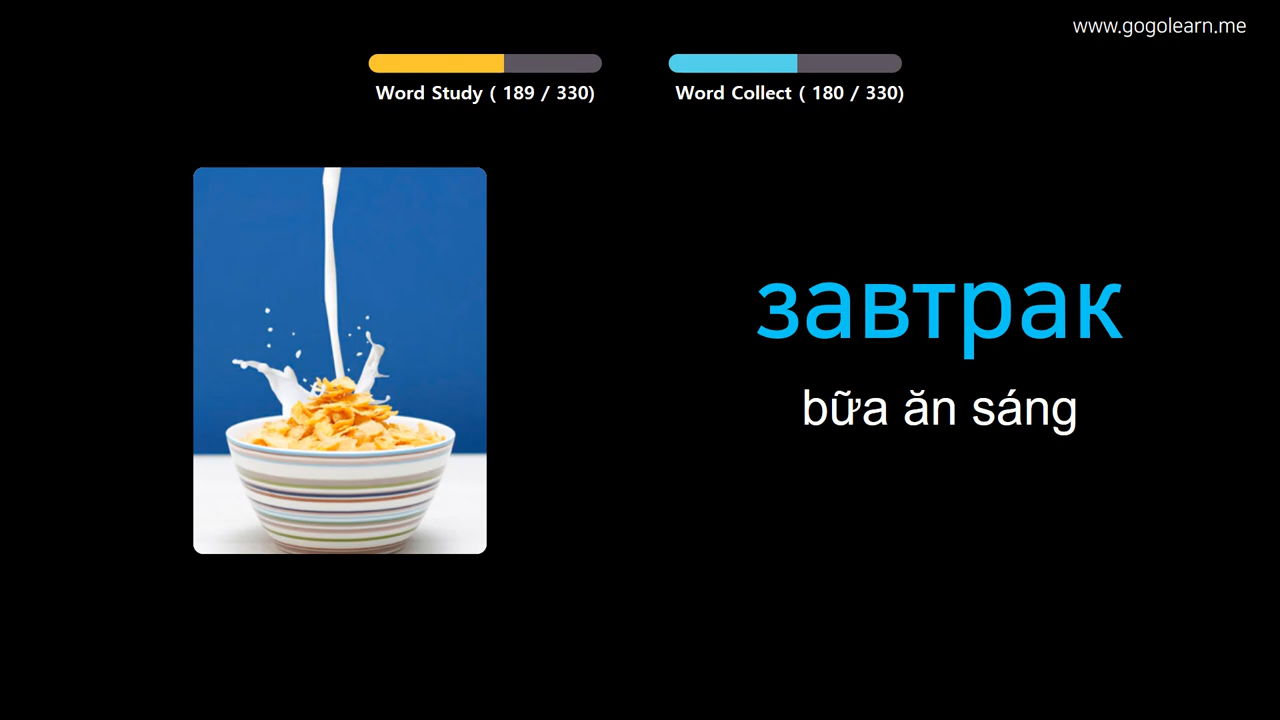 www.gogolearn.me
Word Study ( 189 / 330)
Word Collect ( 180 / 330)
завтрак
bữa ăn sáng